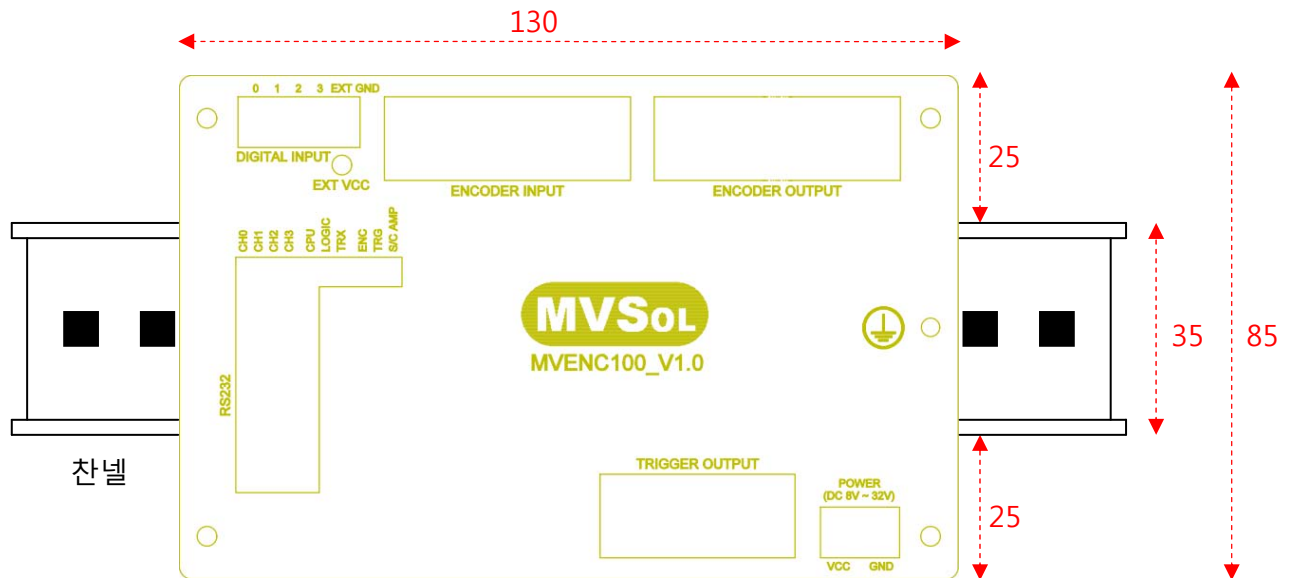 130
0 1 2 3 EXT GND
DIGITAL INPUT
EXT VCC
ENCODER INPUT
ENCODER OUTPUT
25
CH0
CH1
CH2
CH3
CPU
LOGIC
TRX
ENC
TRG
S/C AMP
MVSOL
MVENC100_V1.0
35
85
RS232
찬넬
TRIGGER OUTPUT
POWER
(DC 8V ~ 32V)
VCC GND
25